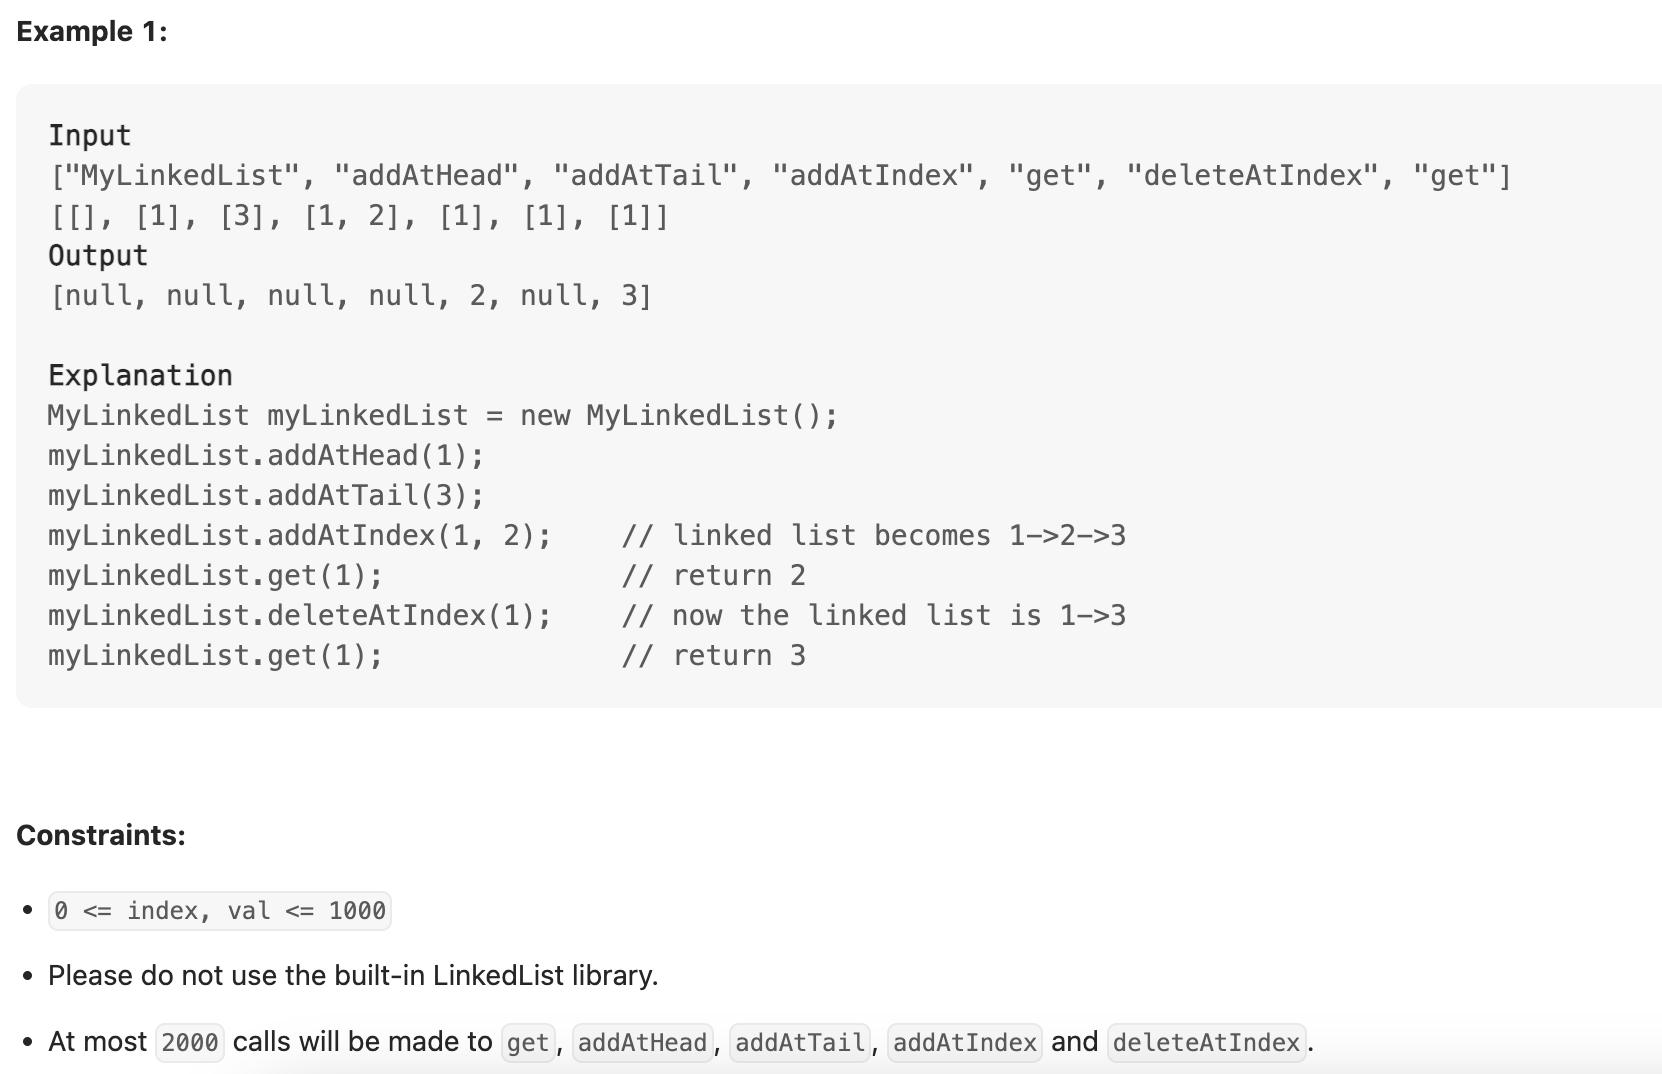 Example 1:
Input
["MyLinkedList", "addAtHead", "addAtTail", "addAtIndex", "get", "deleteAtIndex", "get"]
[[], [1], [3], [1, 2], [1], [1], [1]]
Output
[null, null, null, null, 2, null, 3]
Explanation
MyLinkedList myLinkedList = new MyLinkedList();
myLinkedList.addAtHead(1);
myLinkedList.addAtTail(3);
myLinkedList.addAtIndex(1, 2);    // linked list becomes 1->2->3
myLinkedList.get(1);              // return 2
myLinkedList.deleteAtIndex(1);    // now the linked list is 1->3
myLinkedList.get(1);              // return 3
Constraints:
• 0 <= index, val <= 1000
• Please do not use the built-in LinkedList library.
• At most 2000 calls will be made to get, addAtHead, addAtTail, addAtIndex and deleteAtIndex.